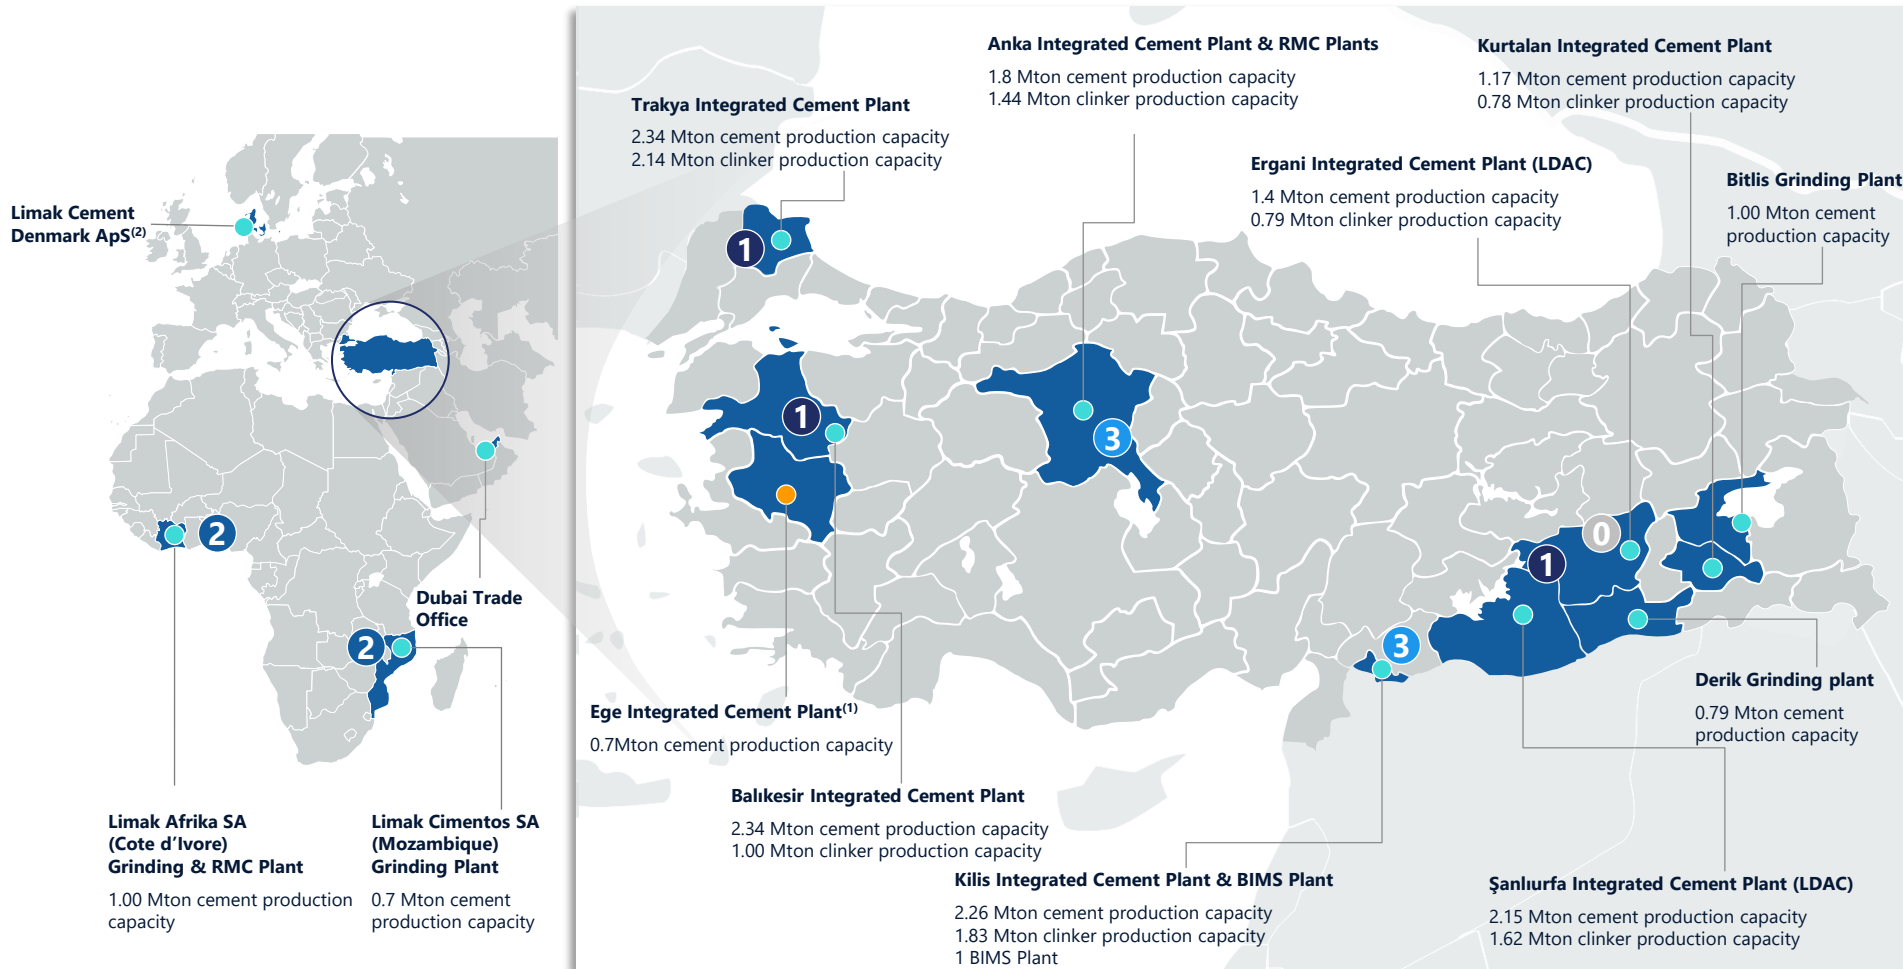 Limak Cement
Denmark ApS(2)
Dubai Trade
Office
2
2
Limak Afrika SA
(Cote d'Ivore)
Grinding & RMC Plant
1.00 Mton cement production
capacity
Limak Cimentos SA
(Mozambique)
Grinding Plant
0.7 Mton cement
production capacity
Trakya Integrated Cement Plant
2.34 Mton cement production capacity
2.14 Mton clinker production capacity
Anka Integrated Cement Plant & RMC Plants
1.8 Mton cement production capacity
1.44 Mton clinker production capacity
Kurtalan Integrated Cement Plant
1.17 Mton cement production capacity
0.78 Mton clinker production capacity
Ergani Integrated Cement Plant (LDAC)
1.4 Mton cement production capacity
0.79 Mton clinker production capacity
Bitlis Grinding Plant
1.00 Mton cement
production capacity
1
1
3
0
1
3
Derik Grinding plant
0.79 Mton cement
production capacity
Ege Integrated Cement Plant(1)
0.7Mton cement production capacity
Balıkesir Integrated Cement Plant
2.34 Mton cement production capacity
1.00 Mton clinker production capacity
Kilis Integrated Cement Plant & BIMS Plant
2.26 Mton cement production capacity
1.83 Mton clinker production capacity
1 BIMS Plant
Şanlıurfa Integrated Cement Plant (LDAC)
2.15 Mton cement production capacity
1.62 Mton clinker production capacity